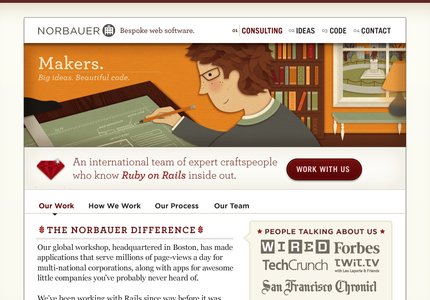 NORBAUER Bespoke web software. 01 CONSULTING 02 IDEAS 03 CODE 04 CONTACT
Makers.
Big ideas. Beautiful code.
An international team of expert craftspeople
who know Ruby on Rails inside out.
WORK WITH US
Our Work How We Work Our Process Our Team
THE NORBAUER DIFFERENCE
Our global workshop, headquartered in Boston, has made
applications that serve millions of page-views a day for
multi-national corporations, along with apps for awesome
little companies you've probably never heard of.
We've been working with Rails since way before it was
PEOPLE TALKING ABOUT US
WIRED Forbes
TechCrunch TWiT.TV
with Leo Laporte & Friends
San Francisco Chronicl